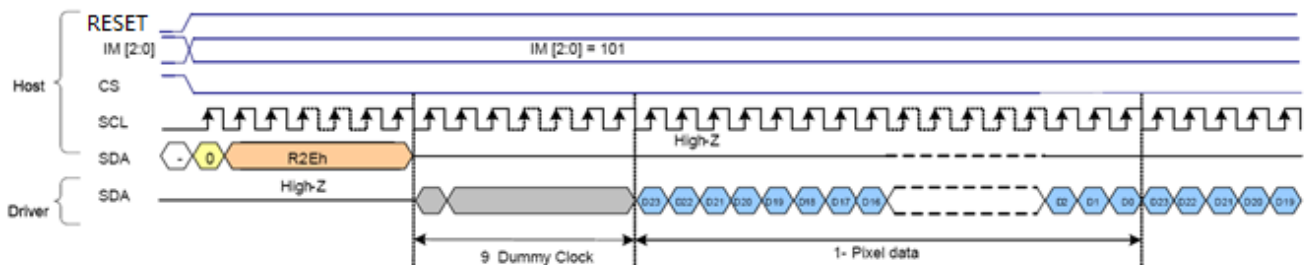 RESET
IM [2:0]
IM [2:0] = 101
Host
CS
SCL
High-Z
SDA
-
0
R2Eh
High-Z
Driver
SDA
D23 D22 D21 D20 D19 D18 D17 D16 D2 D1 D0 D23 D22 D21 D20 D19
9 Dummy Clock
1- Pixel data